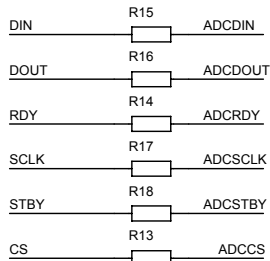 R15
DIN ADCDIN
R16
DOUT ADCDOUT
R14
RDY ADCRDY
R17
SCLK ADCSCLK
R18
STBY ADCSTBY
R13
CS ADCCS